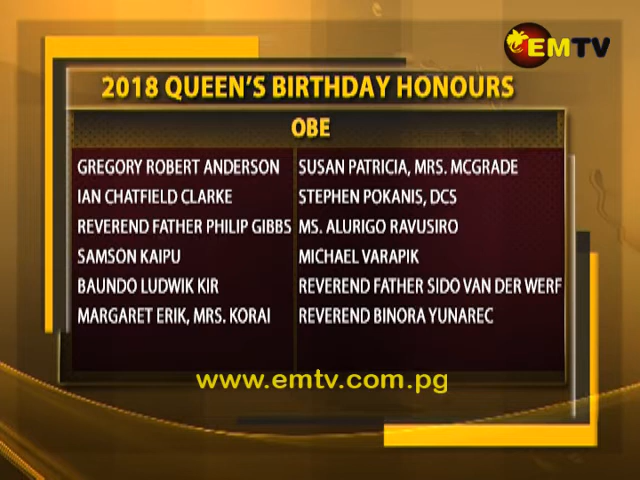 EMTV
2018 QUEEN'S BIRTHDAY HONOURS
OBE
GREGORY ROBERT ANDERSON
IAN CHATFIELD CLARKE
REVEREND FATHER PHILIP GIBBS
SAMSON KAIPU
BAUNDO LUDWIK KIR
MARGARET ERIK, MRS. KORAI
SUSAN PATRICIA, MRS. MCGRADE
STEPHEN POKANIS, DCS
MS. ALURIGO RAVUSIRO
MICHAEL VARAPIK
REVEREND FATHER SIDO VAN DER WERF
REVEREND BINORA YUNAREC
www.emtv.com.pg